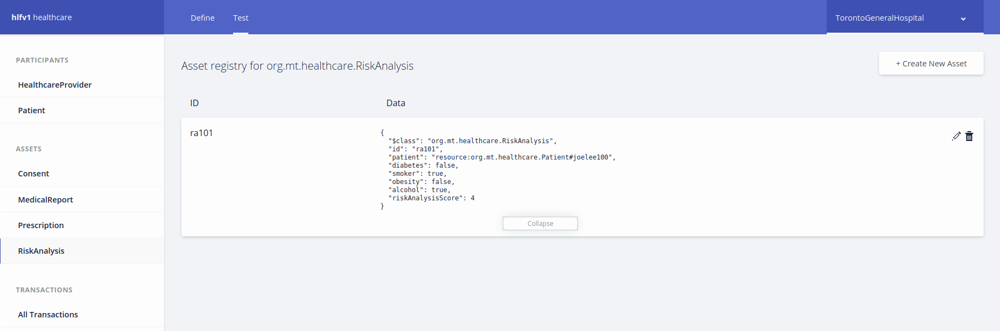 hlfv1 healthcare
Define
Test
TorontoGeneralHospital
PARTICIPANTS
HealthcareProvider
Patient
ASSETS
Consent
MedicalReport
Prescription
RiskAnalysis
TRANSACTIONS
All Transactions
Asset registry for org.mt.healthcare.RiskAnalysis
+ Create New Asset
ID
Data
ra101
{
  "$class": "org.mt.healthcare.RiskAnalysis",
  "id": "ra101",
  "patient": "resource:org.mt.healthcare.Patient#joelee100",
  "diabetes": false,
  "smoker": true,
  "obesity": false,
  "alcohol": true,
  "riskAnalysisScore": 4
}
Collapse